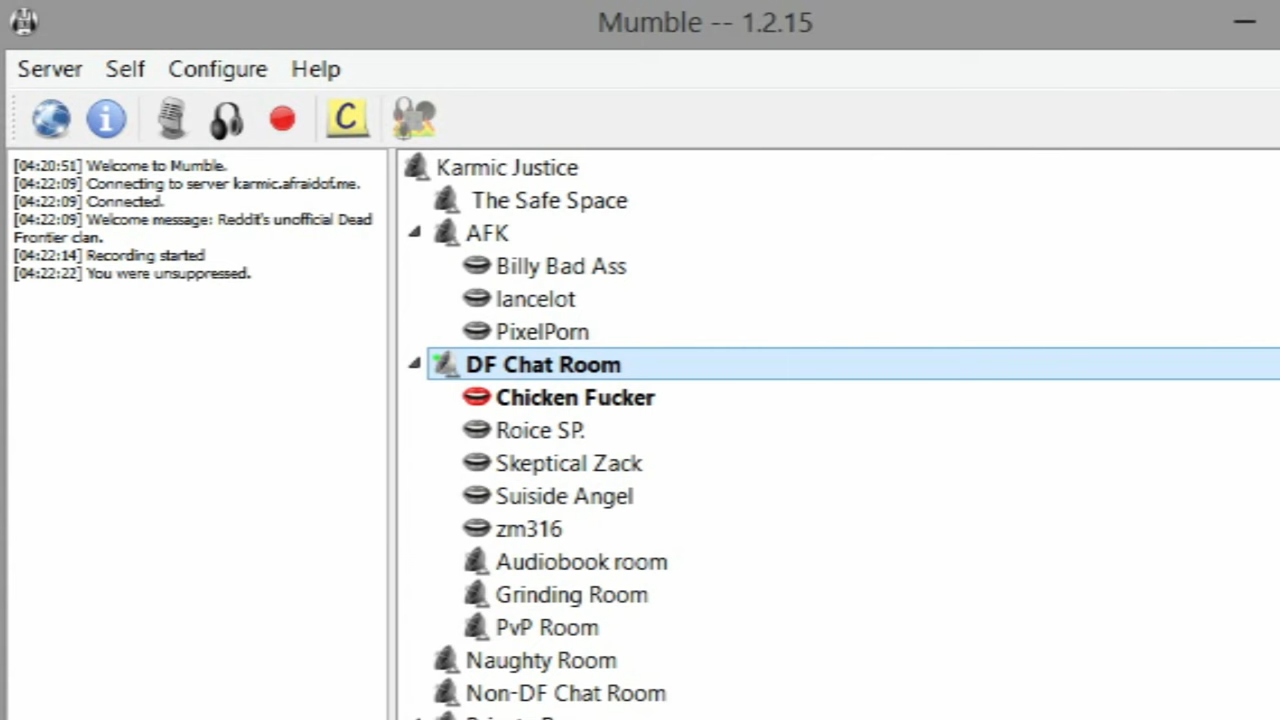 Mumble -- 1.2.15
Server Self Configure Help
C
[04:20:51] Welcome to Mumble.
[04:22:09] Connecting to server karmic.afraidof.me.
[04:22:09] Connected.
[04:22:09] Welcome message: Reddit's unofficial Dead
Frontier clan.
[04:22:14] Recording started
[04:22:22] You were unsuppressed.
Karmic Justice
The Safe Space
AFK
Billy Bad Ass
lancelot
PixelPorn
DF Chat Room
Chicken Fucker
Roice SP.
Skeptical Zack
Suiside Angel
zm316
Audiobook room
Grinding Room
PvP Room
Naughty Room
Non-DF Chat Room